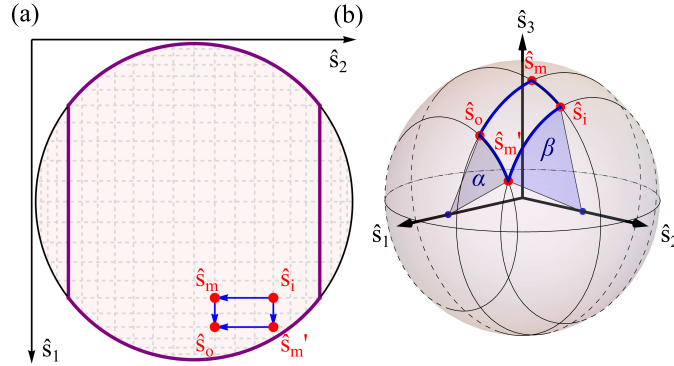 (a)
ŝ₂
ŝ₁
ŝₘ
ŝᵢ
ŝₒ
ŝₘ'
(b)
ŝ₃
ŝₘ
ŝₒ
ŝᵢ
ŝₘ'
β
α
ŝ₁
ŝ₂